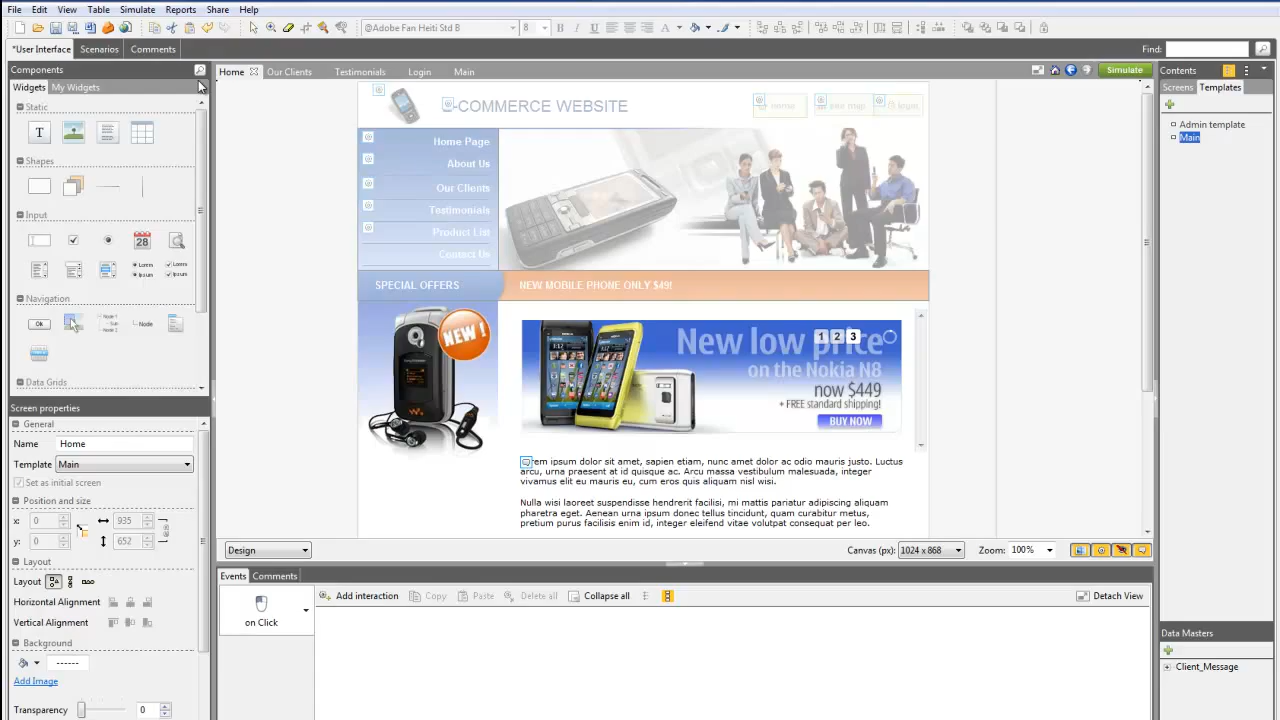 File Edit View Table Simulate Reports Share Help
@Adobe Fan Heiti Std B 8 B I U A
*User Interface Scenarios Comments Find:
Components
Home Our Clients Testimonials Login Main Simulate
Contents
Widgets My Widgets
Screens Templates
Static
T
Shapes
Input
28
Navigation
Ok
Node
Data Grids
Admin template
Main
-COMMERCE WEBSITE
home site map login
Home Page
About Us
Our Clients
Testimonials
Product List
Contact Us
SPECIAL OFFERS NEW MOBILE PHONE ONLY $49!
NEW !
New low price
1 2 3
on the Nokia N8
now $449
+ FREE standard shipping!
BUY NOW
rem ipsum dolor sit amet, sapien etiam, nunc amet dolor ac odio mauris justo. Luctus
arcu, urna praesent at id quisque ac. Arcu massa vestibulum malesuada, integer
vivamus elit eu mauris eu, cum eros quis aliquam nisl wisi.
Nulla wisi laoreet suspendisse hendrerit facilisi, mi mattis pariatur adipiscing aliquam
pharetra eget. Aenean urna ipsum donec tellus tincidunt, quam curabitur metus,
pretium purus facilisis enim id, integer eleifend vitae volutpat consequat per leo.
Screen properties
General
Name Home
Template Main
Set as initial screen
Position and size
x: 0 935
y: 0 652
Layout
Layout
Horizontal Alignment
Vertical Alignment
Background
Add Image
Transparency 0
Design Canvas (px): 1024 x 868 Zoom: 100%
Events Comments
on Click
Add interaction Copy Paste Delete all Collapse all Detach View
Data Masters
Client_Message